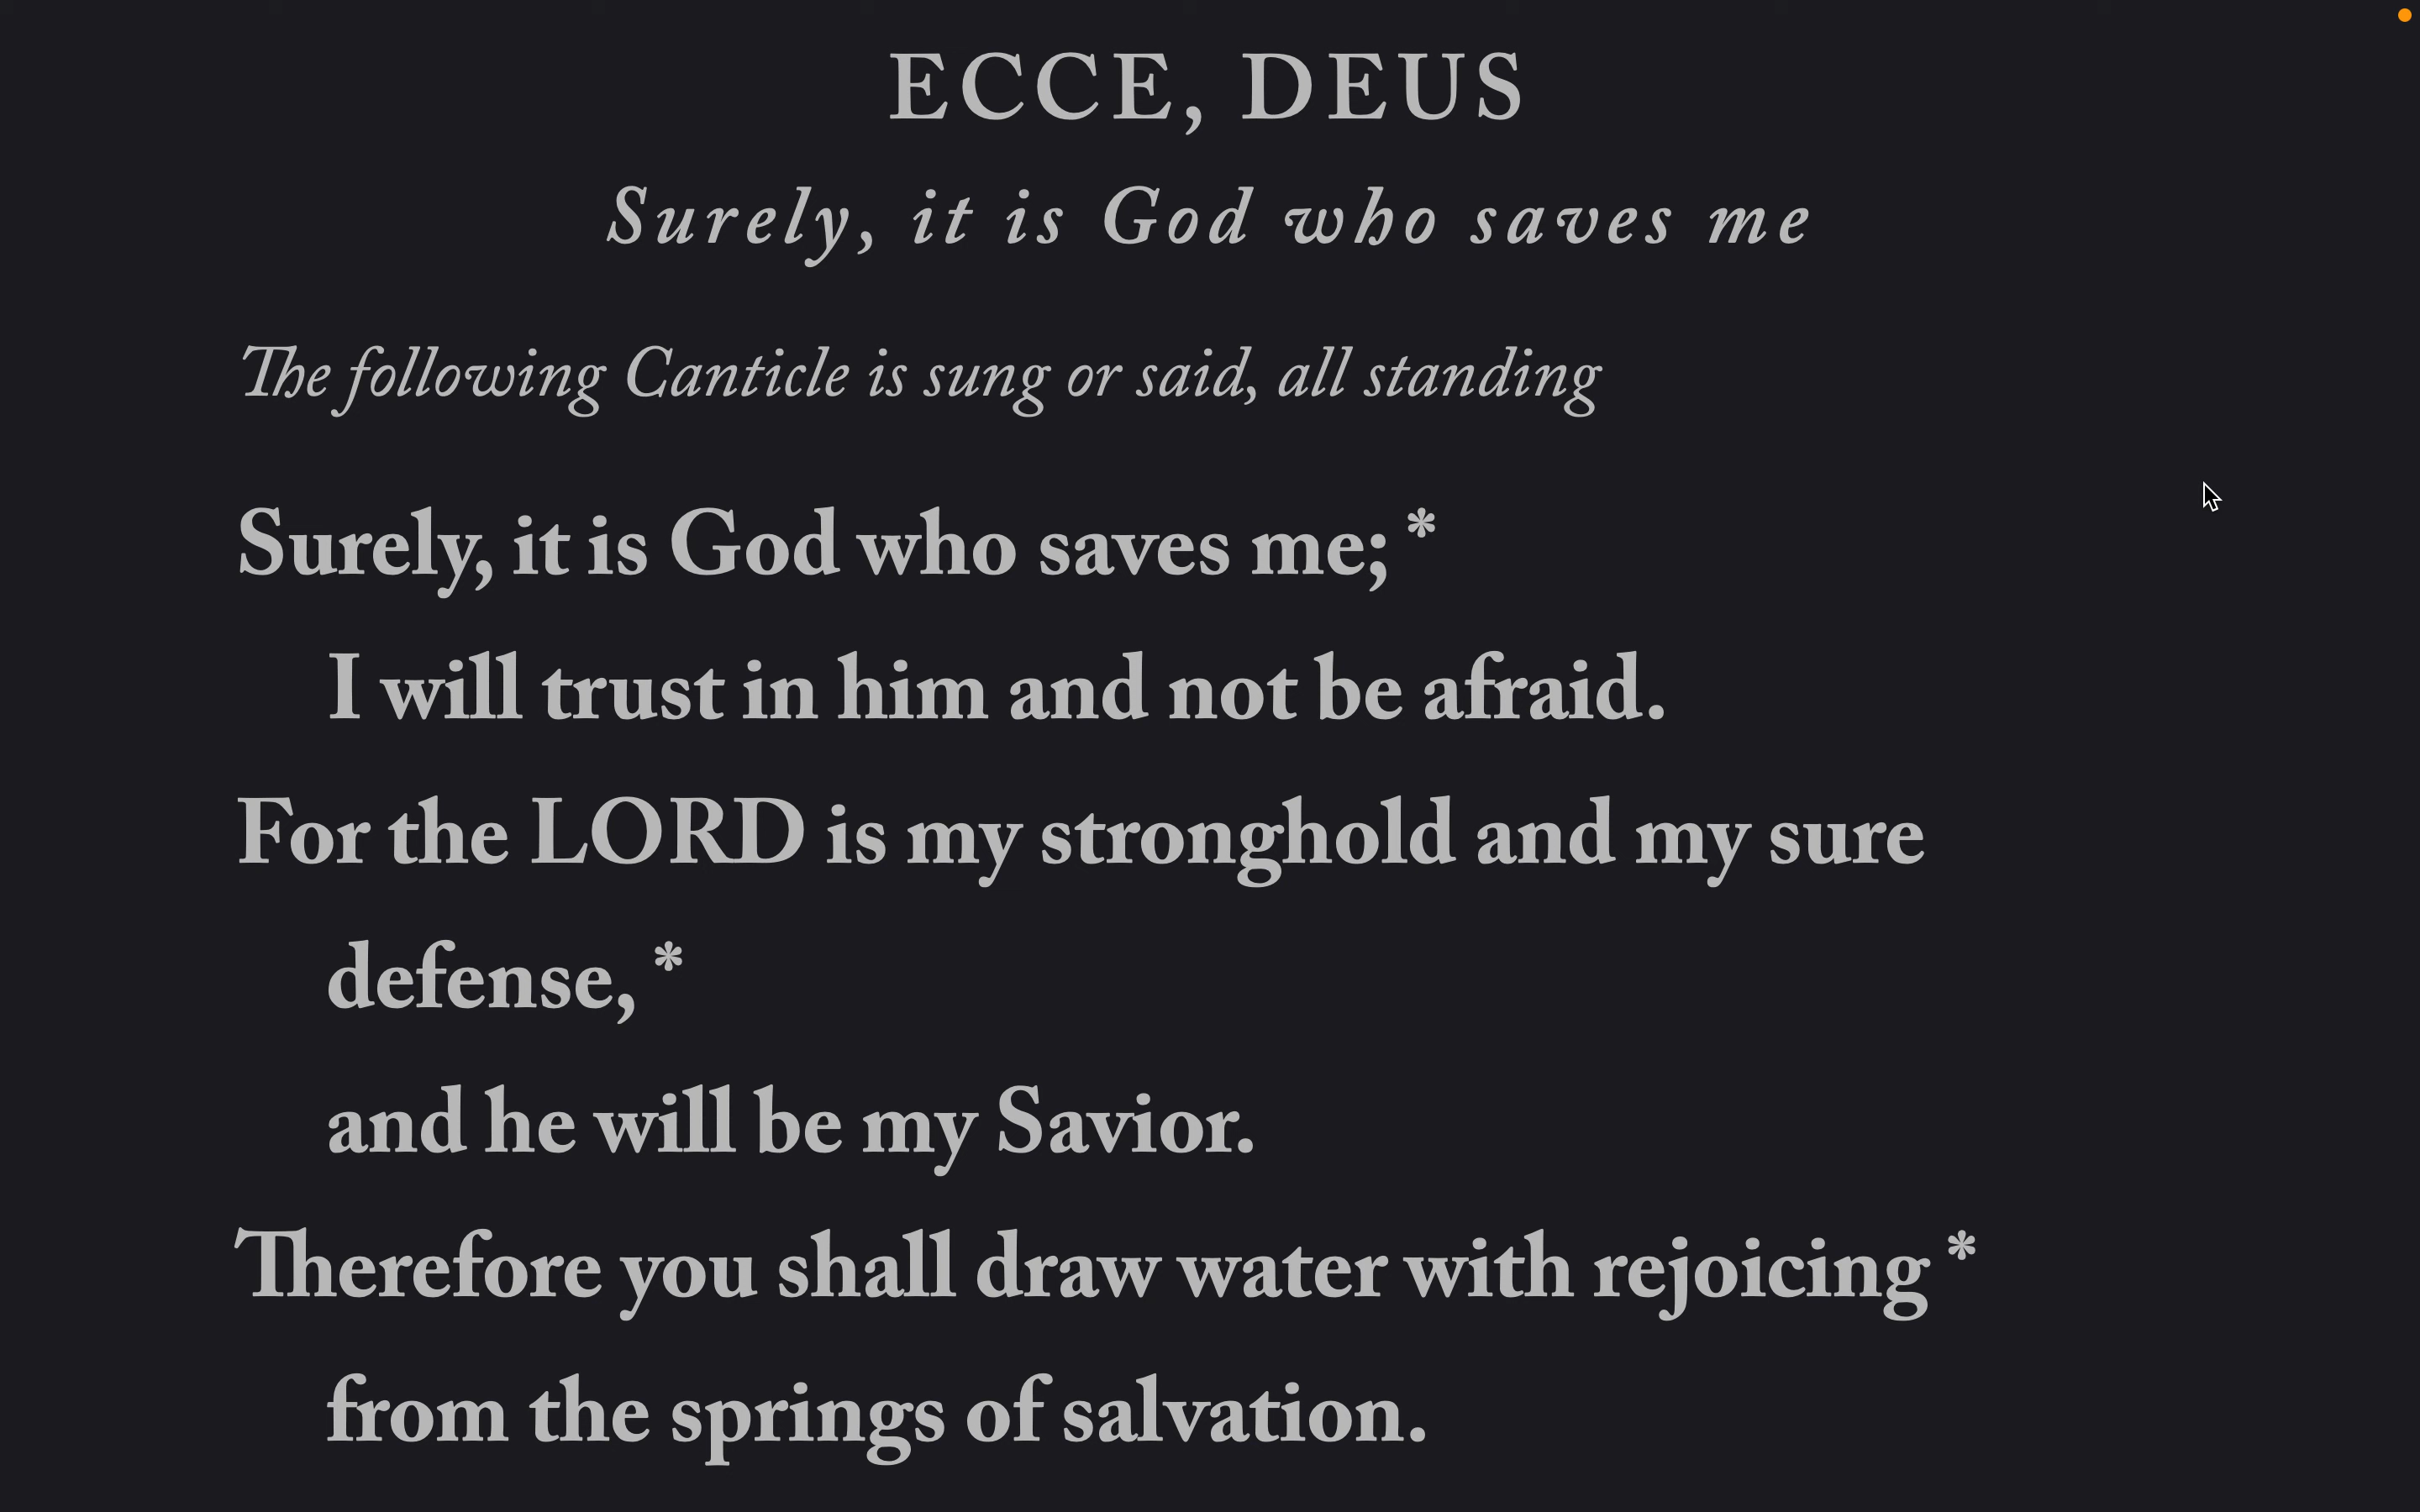 ECCE, DEUS
Surely, it is God who saves me
The following Canticle is sung or said, all standing
Surely, it is God who saves me; *
I will trust in him and not be afraid.
For the LORD is my stronghold and my sure
defense,*
and he will be my Savior.
Therefore you shall draw water with rejoicing*
from the springs of salvation.